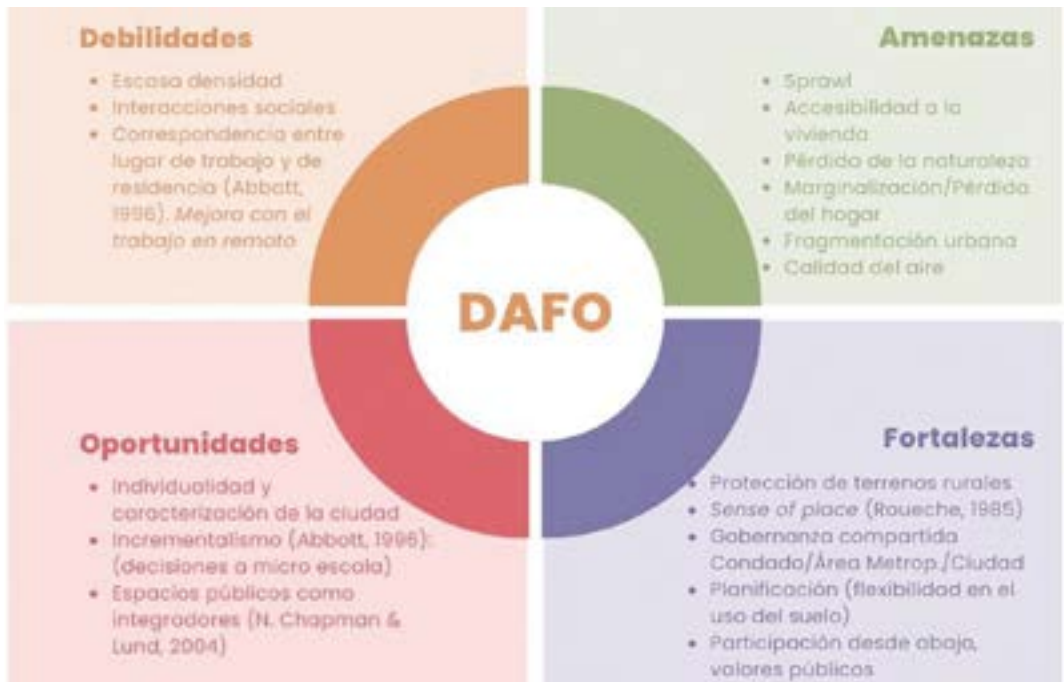 Debilidades
• Escasa densidad
• Interacciones sociales
• Correspondencia entre
lugar de trabajo y de
residencia (Abbott,
1996). Mejora con el
trabajo en remoto
Amenazas
• Sprawl
• Accesibilidad a la
vivienda
• Pérdida de la naturaleza
• Marginalización/Pérdida
del hogar
• Fragmentación urbana
• Calidad del aire
DAFO
Oportunidades
• Individualidad y
caracterización de la ciudad
• Incrementalismo (Abbott, 1996):
(decisiones a micro escala)
• Espacios públicos como
integradores (N. Chapman &
Lund, 2004)
Fortalezas
• Protección de terrenos rurales
• Sense of place (Roueche, 1985)
• Gobernanza compartida
Condado/Área Metrop./Ciudad
• Planificación (flexibilidad en el
uso del suelo)
• Participación desde abajo,
valores públicos